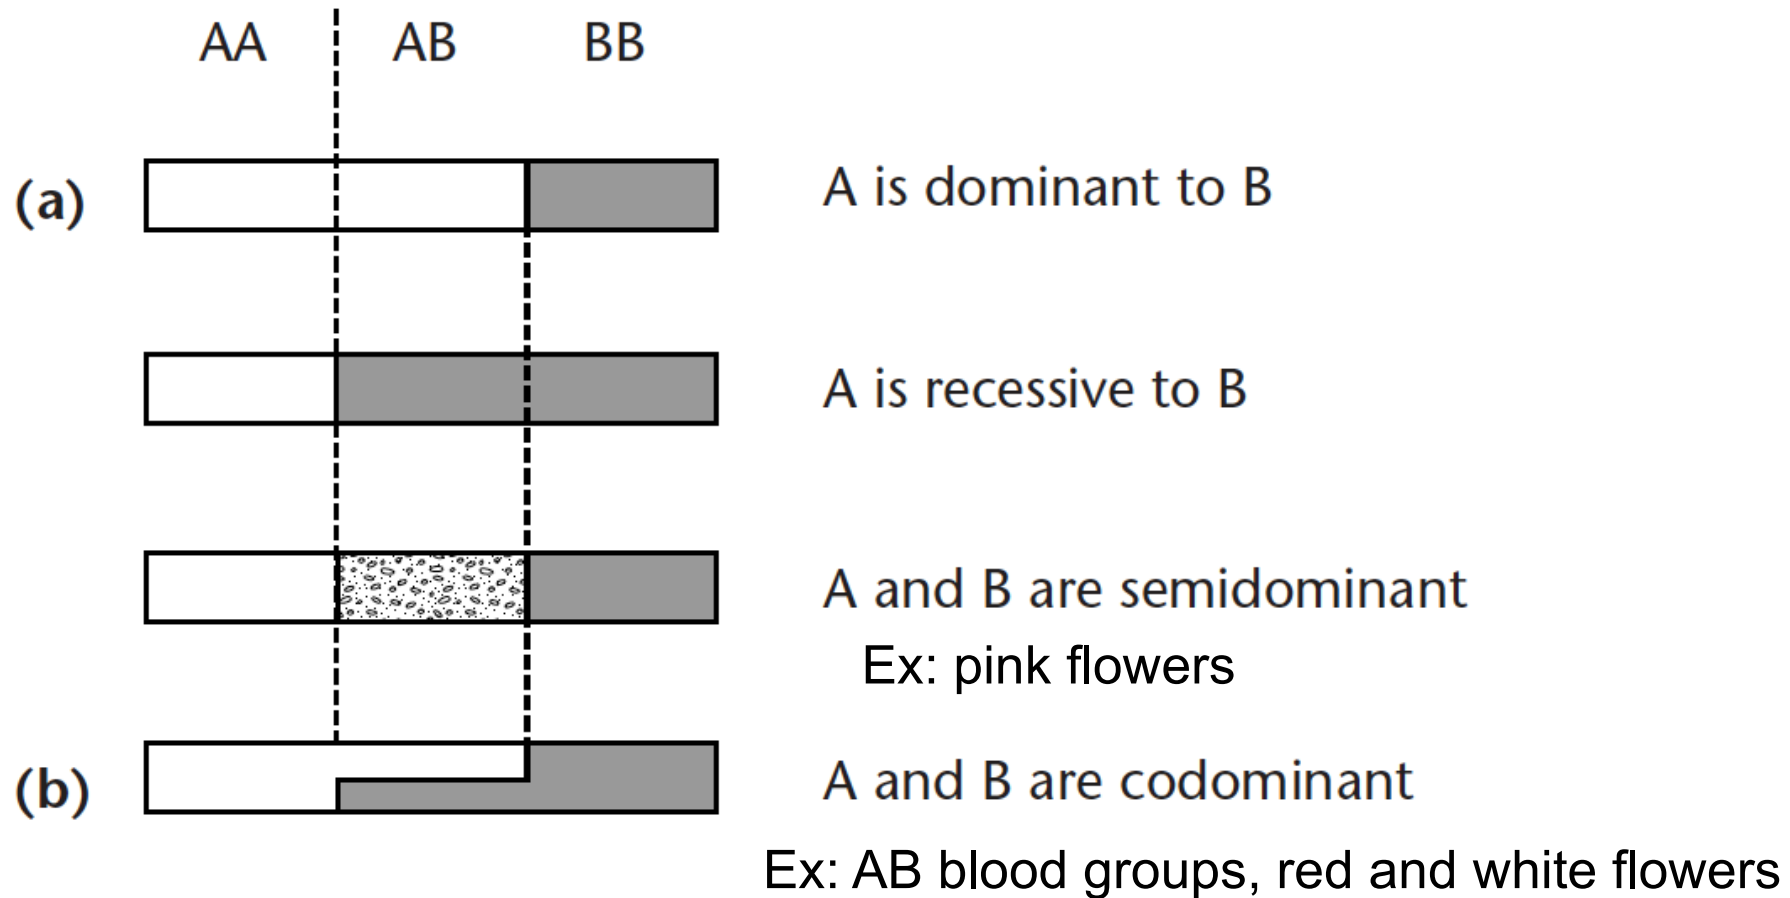 AA AB BB
(a) A is dominant to B
A is recessive to B
A and B are semidominant
Ex: pink flowers
(b) A and B are codominant
Ex: AB blood groups, red and white flowers